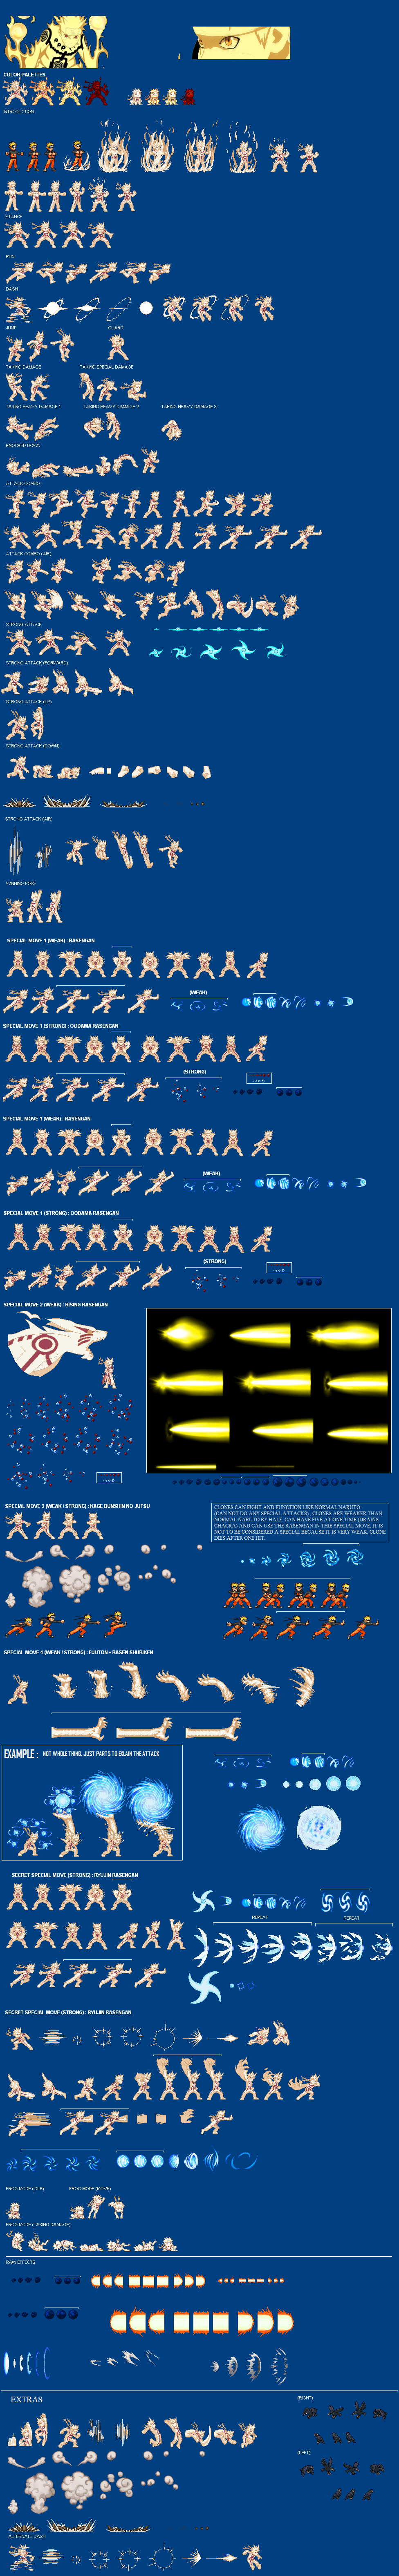 COLOR PALETTES
INTRODUCTION
STANCE
RUN
DASH
JUMP
GUARD
TAKING DAMAGE
TAKING SPECIAL DAMAGE
TAKING HEAVY DAMAGE 1
TAKING HEAVY DAMAGE 2
TAKING HEAVY DAMAGE 3
KNOCKED DOWN
ATTACK COMBO
ATTACK COMBO (AIR)
STRONG ATTACK
STRONG ATTACK (FORWARD)
STRONG ATTACK (UP)
STRONG ATTACK (DOWN)
STRONG ATTACK (AIR)
WINNING POSE
SPECIAL MOVE 1 (WEAK) : RASENGAN
(WEAK)
SPECIAL MOVE 1 (STRONG) : OODAMA RASENGAN
(STRONG)
SPECIAL MOVE 1 (WEAK) : RASENGAN
(WEAK)
SPECIAL MOVE 1 (STRONG) : OODAMA RASENGAN
(STRONG)
SPECIAL MOVE 2 (WEAK) : RISING RASENGAN
SPECIAL MOVE 3 (WEAK / STRONG) : KAGE BUNSHIN NO JUTSU
CLONES CAN FIGHT AND FUNCTION LIKE NORMAL NARUTO
(CAN NOT DO ANY SPECIAL ATTACKS) , CLONES ARE WEAKER THAN
NORMAL NARUTO BY HALF, CAN HAVE FIVE AT ONE TIME (DRAINS
CHACRA) AND CAN USE THE RASENGAN IN THIS SPECIAL MOVE, IT IS
NOT TO BE CONSIDERED A SPECIAL BECAUSE IT IS VERY WEAK, CLONE
DIES AFTER ONE HIT.
SPECIAL MOVE 4 (WEAK / STRONG) : FUUTON • RASEN SHURIKEN
EXAMPLE : NOT WHOLE THING, JUST PARTS TO EXLAIN THE ATTACK
SECRET SPECIAL MOVE (STRONG) : RYUJIN RASENGAN
REPEAT
REPEAT
SECRET SPECIAL MOVE (STRONG) : RYUJIN RASENGAN
FROG MODE (IDLE)
FROG MODE (MOVE)
FROG MODE (TAKING DAMAGE)
RAW EFFECTS:
EXTRAS
(RIGHT)
(LEFT)
ALTERNATE DASH